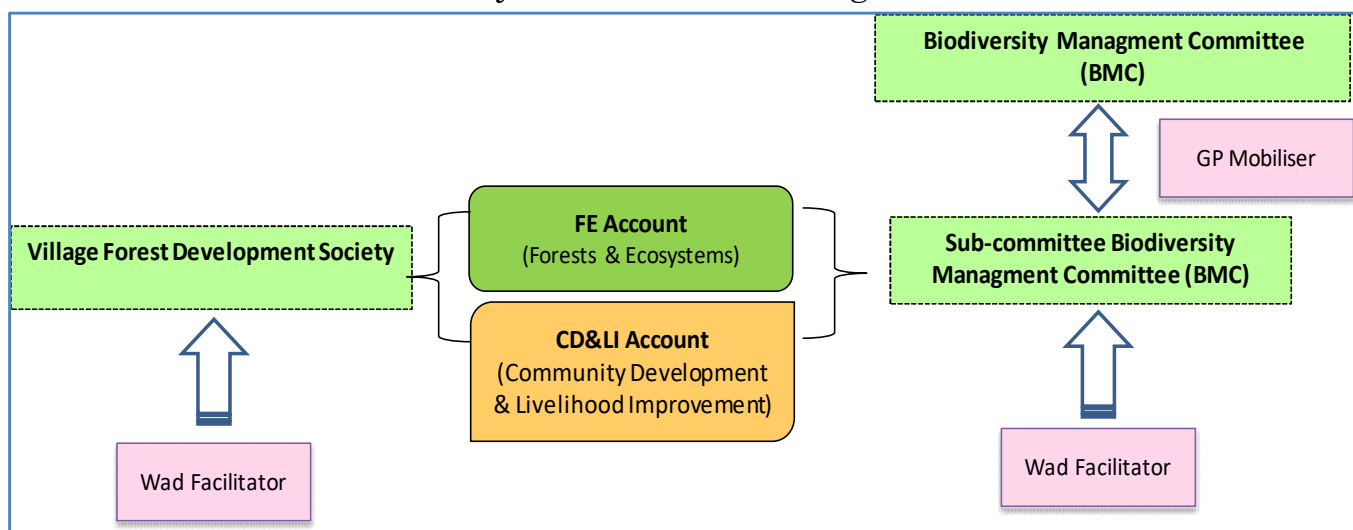 Biodiversity Managment Committee
(BMC)
GP Mobiliser
FE Account
(Forests & Ecosystems)
Village Forest Development Society
Sub-committee Biodiversity
Managment Committee (BMC)
CD&LI Account
(Community Development
& Livelihood Improvement)
Wad Facilitator
Wad Facilitator